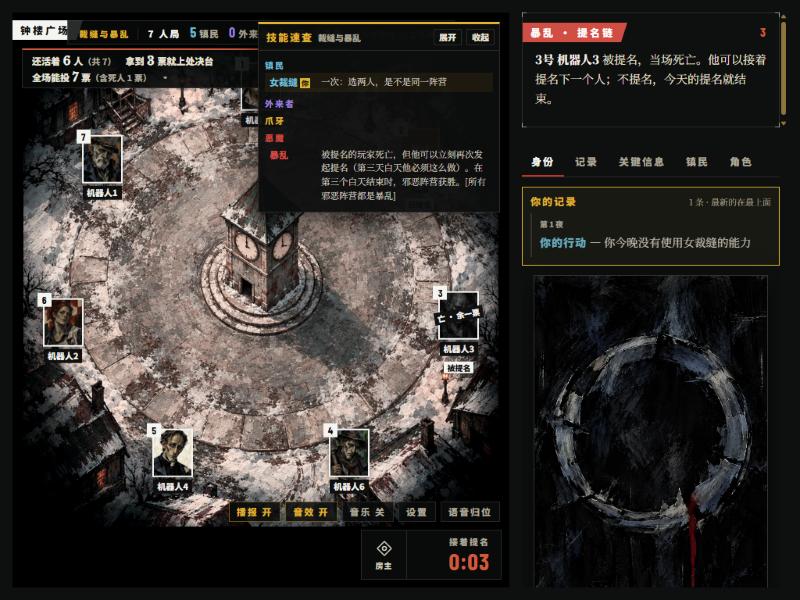 钟楼广场
裁缝与暴乱
7 人局
5 镇民
0 外来
还活着 6 人（共 7）
拿到 3 票就上处决台
全场能投 7 票（含死人 1 票）
技能速查 裁缝与暴乱
展开
收起
镇民
女裁缝 你 一次：选两人，是不是同一阵营
外来者
爪牙
恶魔
暴乱
被提名的玩家死亡，但他可以立刻再次发
起提名（第三天白天他必须这么做）。在
第三个白天结束时，邪恶阵营获胜。[所有
邪恶阵营都是暴乱]
1
7
机器人1
6
机器人2
3
亡·余一票
机器人3
被提名
5
机器人4
4
机器人6
播报 开
音效 开
音乐 关
设置
语音归位
房主
接着提名
0:03
暴乱 · 提名链
3
3号 机器人3 被提名，当场死亡。他可以接着
提名下一个人；不提名，今天的提名就结
束。
身份
记录
关键信息
镇民
角色
你的记录
1 条 · 最新的在最上面
第1夜
你的行动 — 你今晚没有使用女裁缝的能力